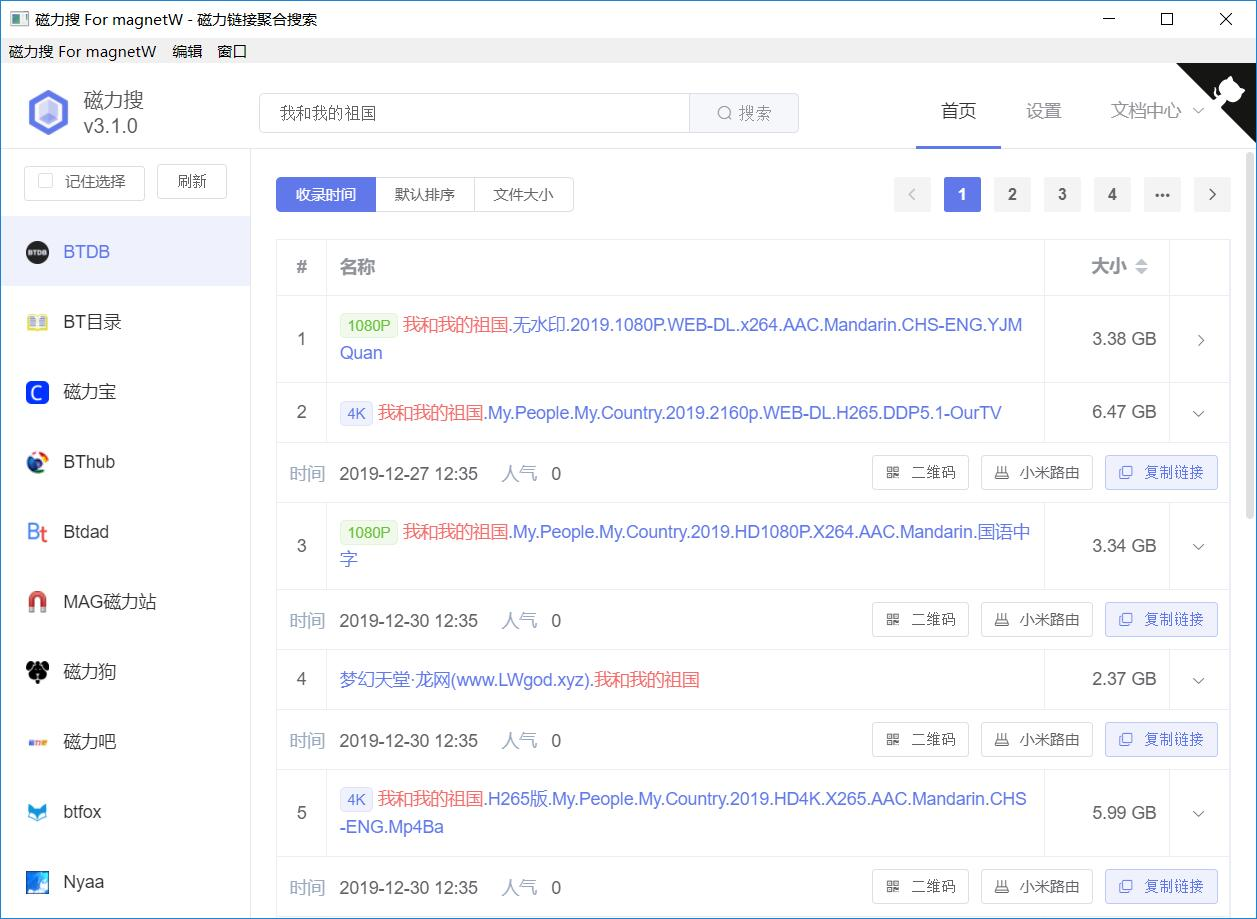 磁力搜 For magnetW - 磁力链接聚合搜索
磁力搜 For magnetW 编辑 窗口
磁力搜
v3.1.0
我和我的祖国
搜索
首页
设置
文档中心
记住选择
刷新
BTDB
BTDB
BT目录
C
磁力宝
BThub
Bt
Btdad
MAG磁力站
磁力狗
磁力吧
btfox
Nyaa
收录时间 默认排序 文件大小
1 2 3 4 •••
# 名称 大小
1 1080P 我和我的祖国.无水印.2019.1080P.WEB-DL.x264.AAC.Mandarin.CHS-ENG.YJM 3.38 GB
Quan
2 4K 我和我的祖国.My.People.My.Country.2019.2160p.WEB-DL.H265.DDP5.1-OurTV 6.47 GB
时间 2019-12-27 12:35 人气 0 二维码 小米路由 复制链接
3 1080P 我和我的祖国.My.People.My.Country.2019.HD1080P.X264.AAC.Mandarin.国语中 3.34 GB
字
时间 2019-12-30 12:35 人气 0 二维码 小米路由 复制链接
4 梦幻天堂·龙网(www.LWgod.xyz).我和我的祖国 2.37 GB
时间 2019-12-30 12:35 人气 0 二维码 小米路由 复制链接
5 4K 我和我的祖国.H265版.My.People.My.Country.2019.HD4K.X265.AAC.Mandarin.CHS 5.99 GB
-ENG.Mp4Ba
时间 2019-12-30 12:35 人气 0 二维码 小米路由 复制链接